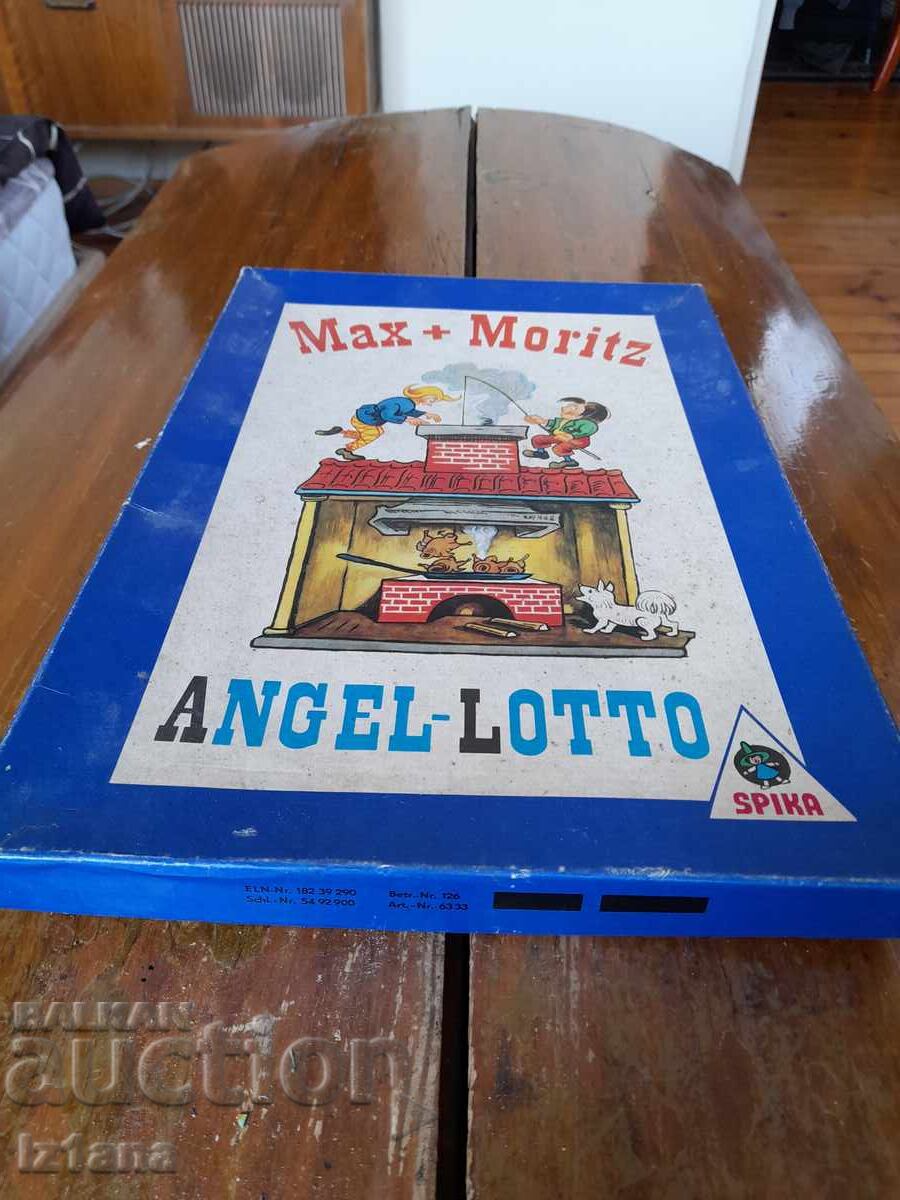 Max + Moritz
ANGEL-LOTTO
SPIKA
ELN-Nr. 182 39 290
Schl.-Nr. 54 92 900
Betr.-Nr. 126
Art.-Nr. 6333
BALKAN
auction
iz1ana